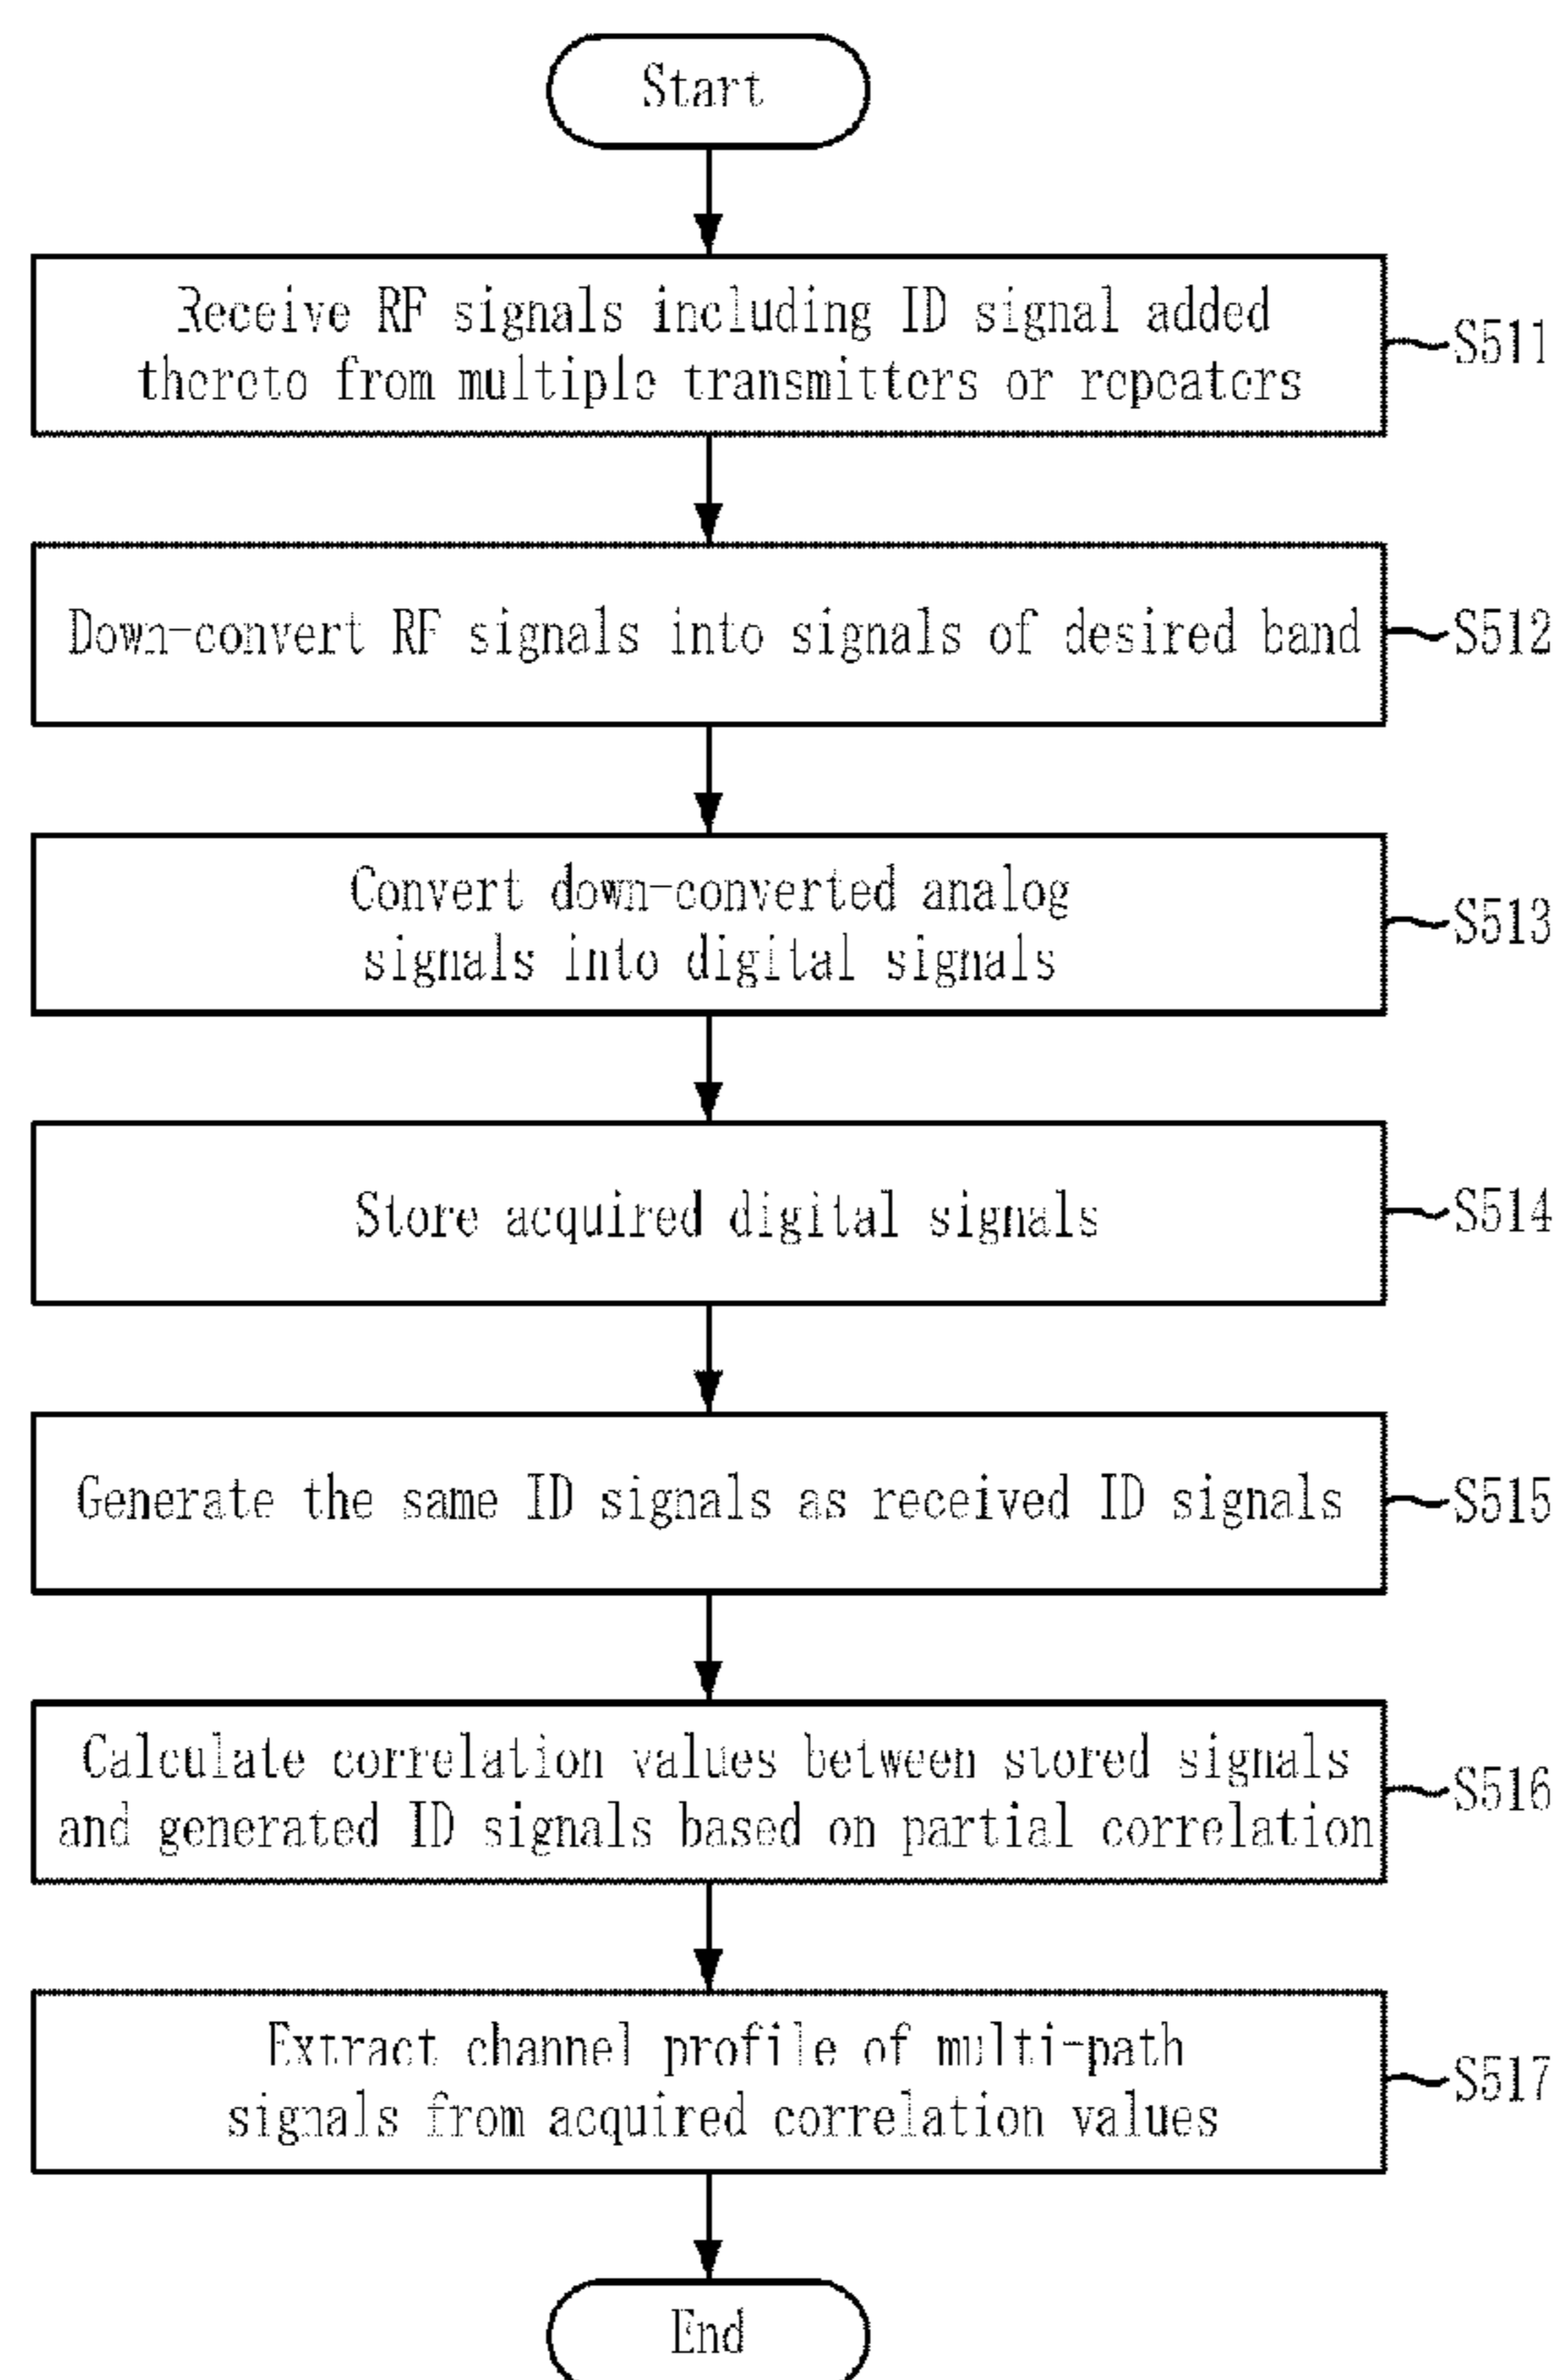 Start
Receive RF signals including ID signal added
thereto from multiple transmitters or repeaters
S511
Down-convert RF signals into signals of desired band
S512
Convert down-converted analog
signals into digital signals
S513
Store acquired digital signals
S514
Generate the same ID signals as received ID signals
S515
Calculate correlation values between stored signals
and generated ID signals based on partial correlation
S516
Extract channel profile of multi-path
signals from acquired correlation values
S517
End